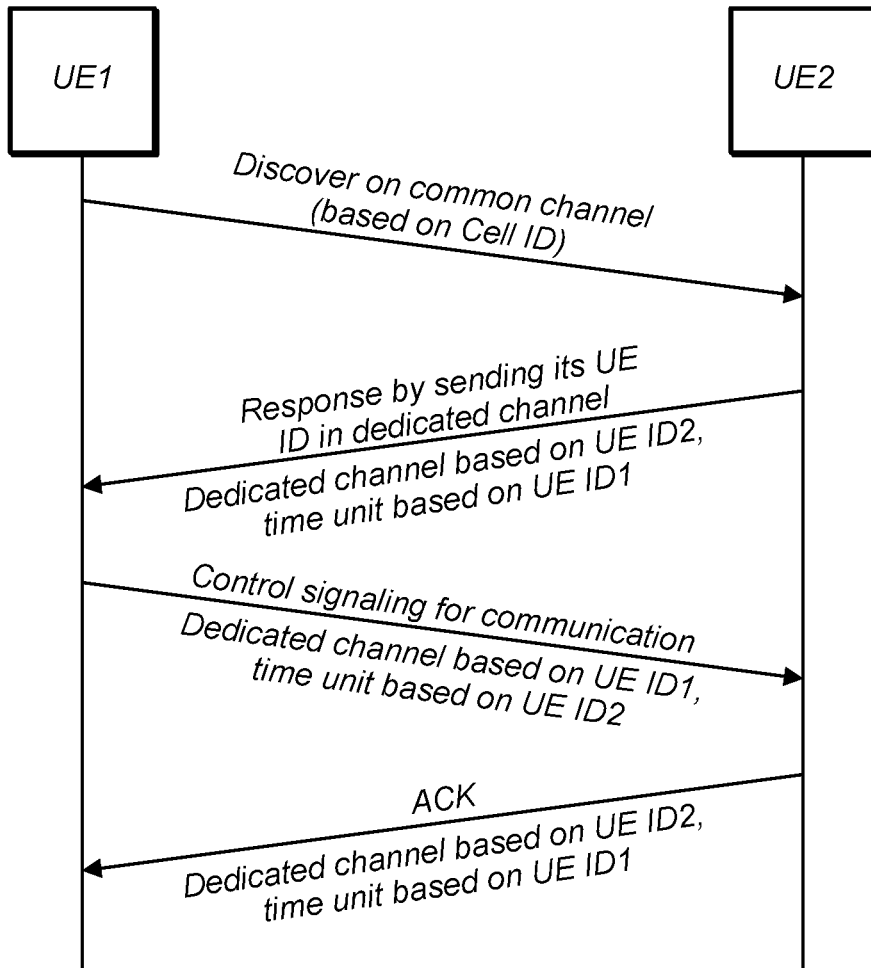 UE1
UE2
Discover on common channel
(based on Cell ID)
Response by sending its UE
ID in dedicated channel
Dedicated channel based on UE ID2,
time unit based on UE ID1
Control signaling for communication
Dedicated channel based on UE ID1,
time unit based on UE ID2
ACK
Dedicated channel based on UE ID2,
time unit based on UE ID1